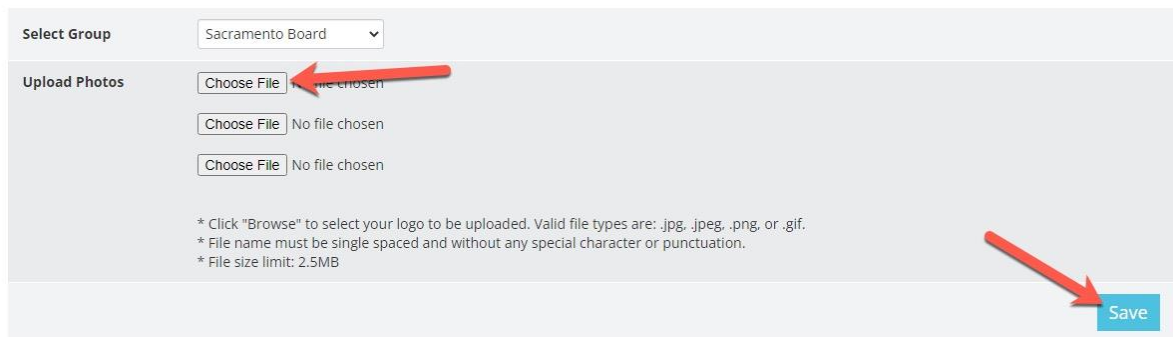 Select Group Sacramento Board
Upload Photos Choose File file chosen
Choose File No file chosen
Choose File No file chosen
* Click "Browse" to select your logo to be uploaded. Valid file types are: .jpg, .jpeg, .png, or .gif.
* File name must be single spaced and without any special character or punctuation.
* File size limit: 2.5MB
Save